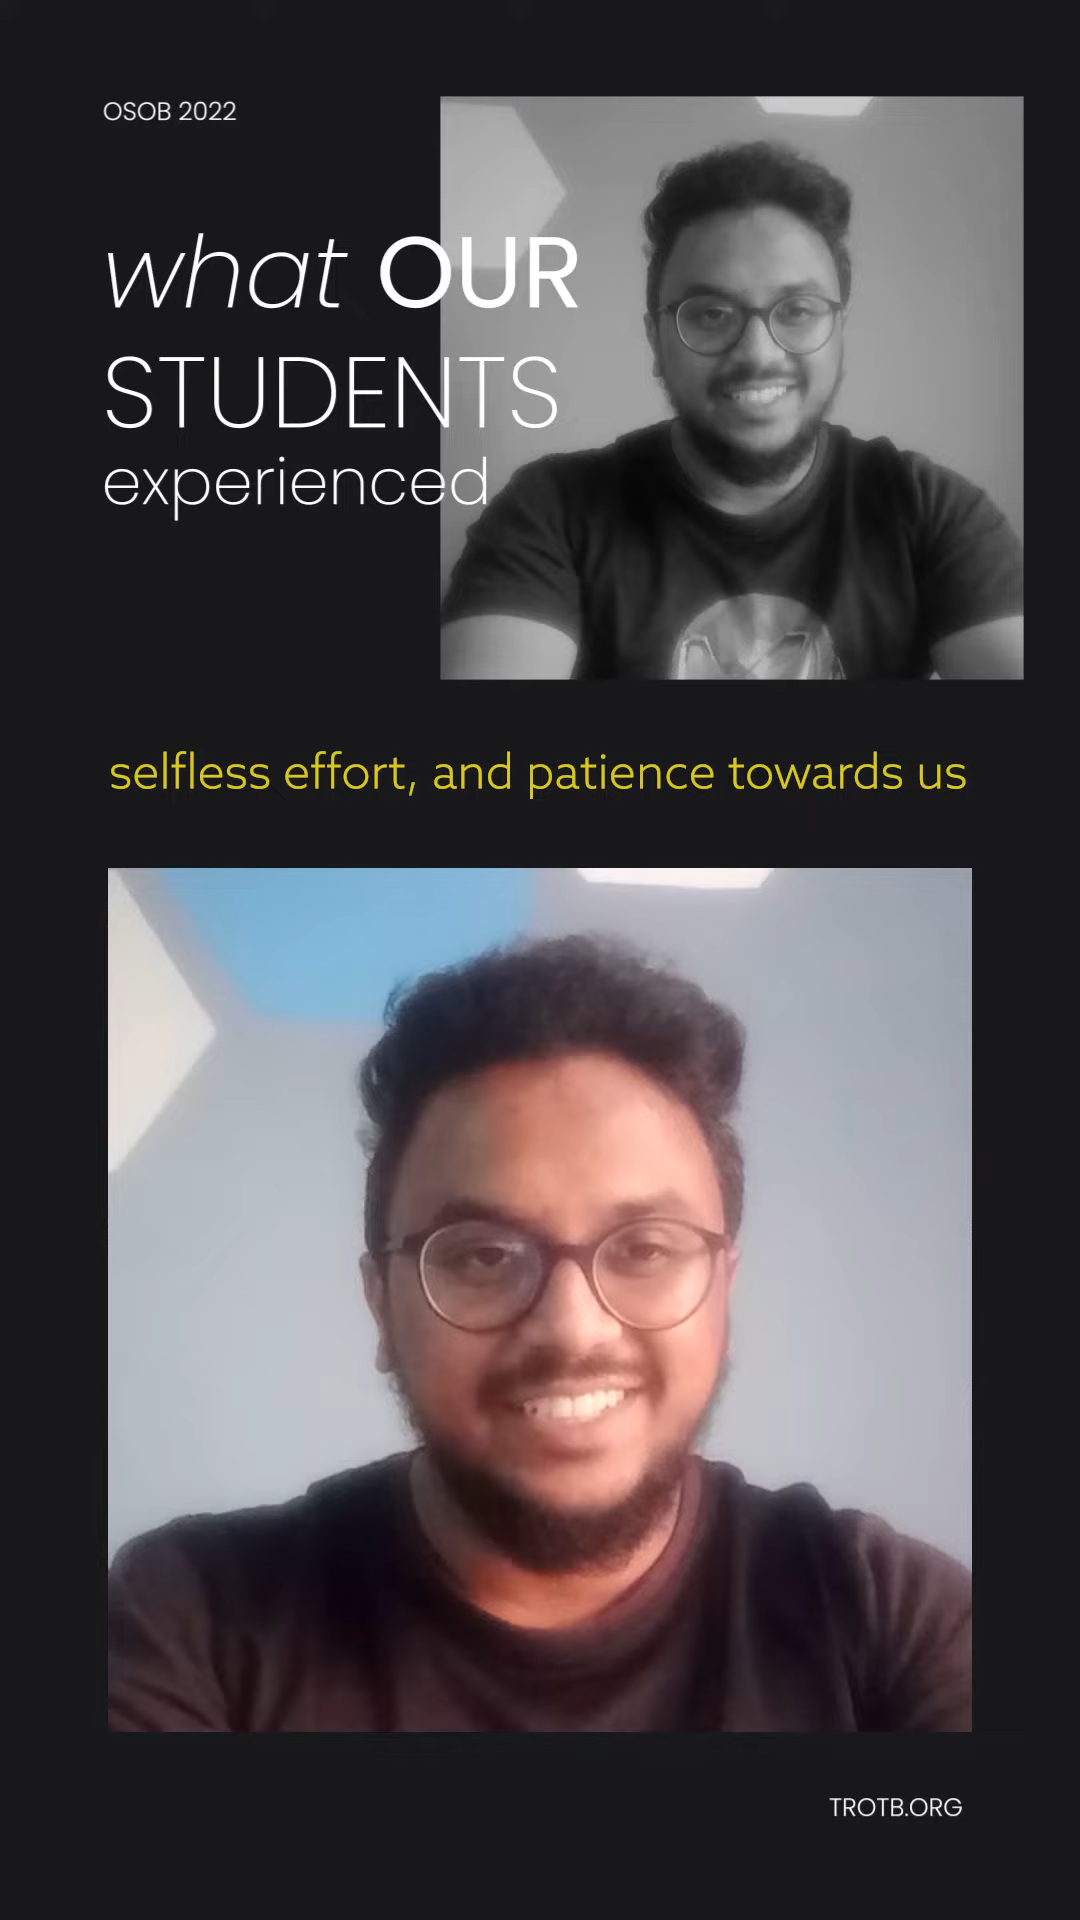 OSOB 2022
what OUR
STUDENTS
experienced
selfless effort, and patience towards us
TROTB.ORG